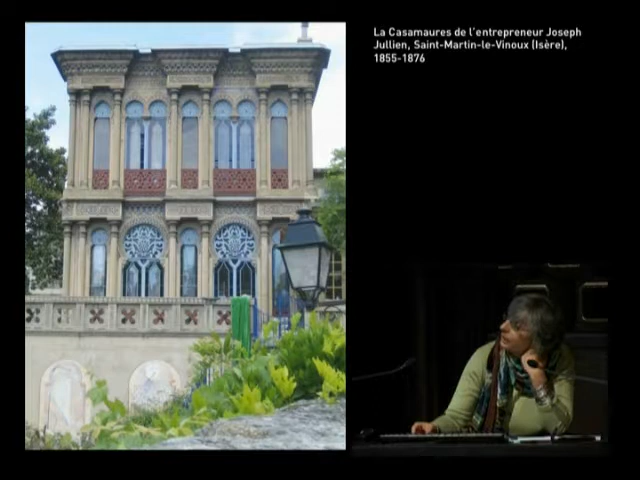 La Casamaures de l'entrepreneur Joseph
Jullien, Saint-Martin-le-Vinoux (Isère),
1855-1876